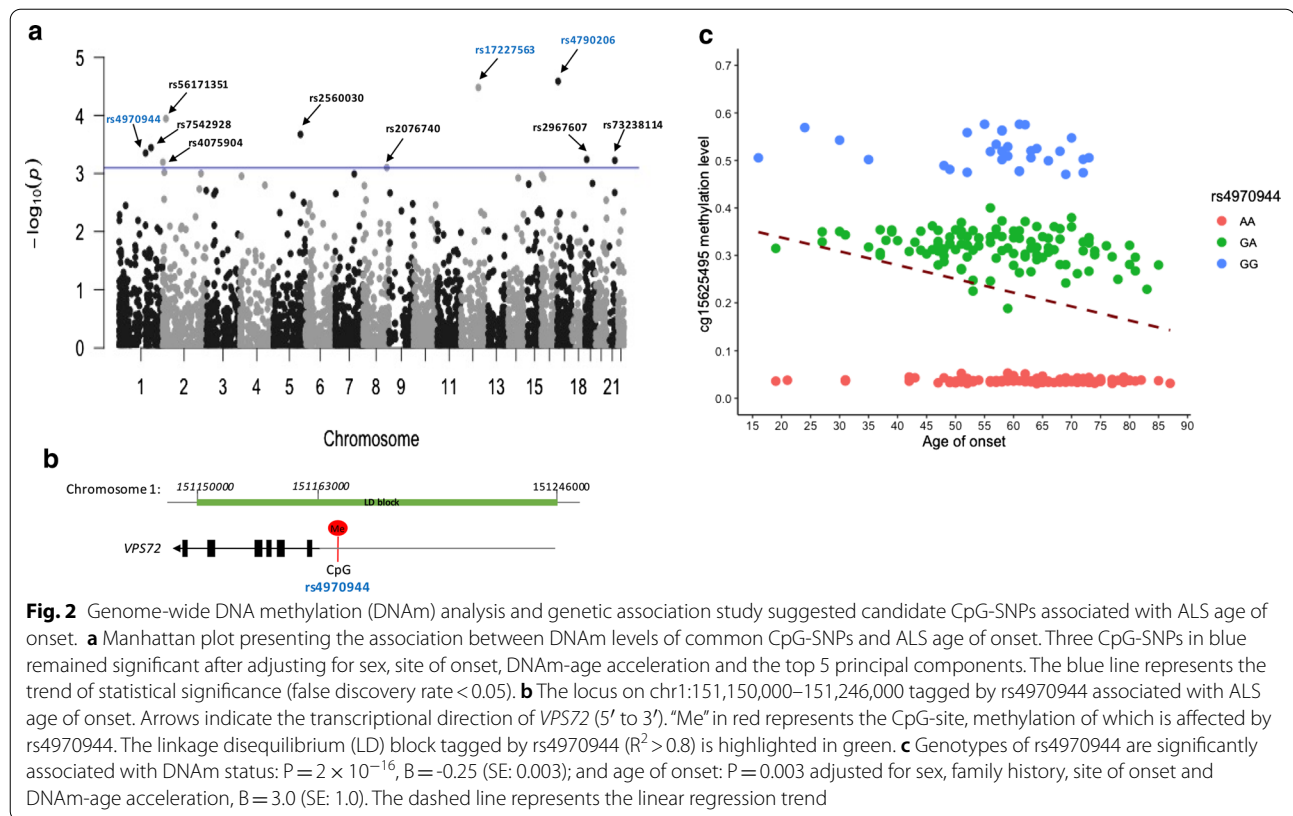 a
rs4790206
rs17227563
rs56171351
rs4970944
rs7542928
rs4075904
rs2560030
rs2076740
rs2967607
rs73238114
5
4
3
2
1
0
−log10(p)
1 2 3 4 5 6 7 8 9 11 13 15 18 21
Chromosome
c
0.7
0.6
0.5
0.4
0.3
0.2
0.1
0.0
cg15625495 methylation level
15 20 25 30 35 40 45 50 55 60 65 70 75 80 85 90
Age of onset
rs4970944
AA
GA
GG
b
Chromosome 1:
151150000
151163000
151246000
LD block
VPS72
Me
CpG
rs4970944
Fig. 2 Genome-wide DNA methylation (DNAm) analysis and genetic association study suggested candidate CpG-SNPs associated with ALS age of
onset. a Manhattan plot presenting the association between DNAm levels of common CpG-SNPs and ALS age of onset. Three CpG-SNPs in blue
remained significant after adjusting for sex, site of onset, DNAm-age acceleration and the top 5 principal components. The blue line represents the
trend of statistical significance (false discovery rate < 0.05). b The locus on chr1:151,150,000–151,246,000 tagged by rs4970944 associated with ALS
age of onset. Arrows indicate the transcriptional direction of VPS72 (5′ to 3′). "Me" in red represents the CpG-site, methylation of which is affected by
rs4970944. The linkage disequilibrium (LD) block tagged by rs4970944 (R² > 0.8) is highlighted in green. c Genotypes of rs4970944 are significantly
associated with DNAm status: P = 2 × 10⁻¹⁶, B = -0.25 (SE: 0.003); and age of onset: P = 0.003 adjusted for sex, family history, site of onset and
DNAm-age acceleration, B = 3.0 (SE: 1.0). The dashed line represents the linear regression trend